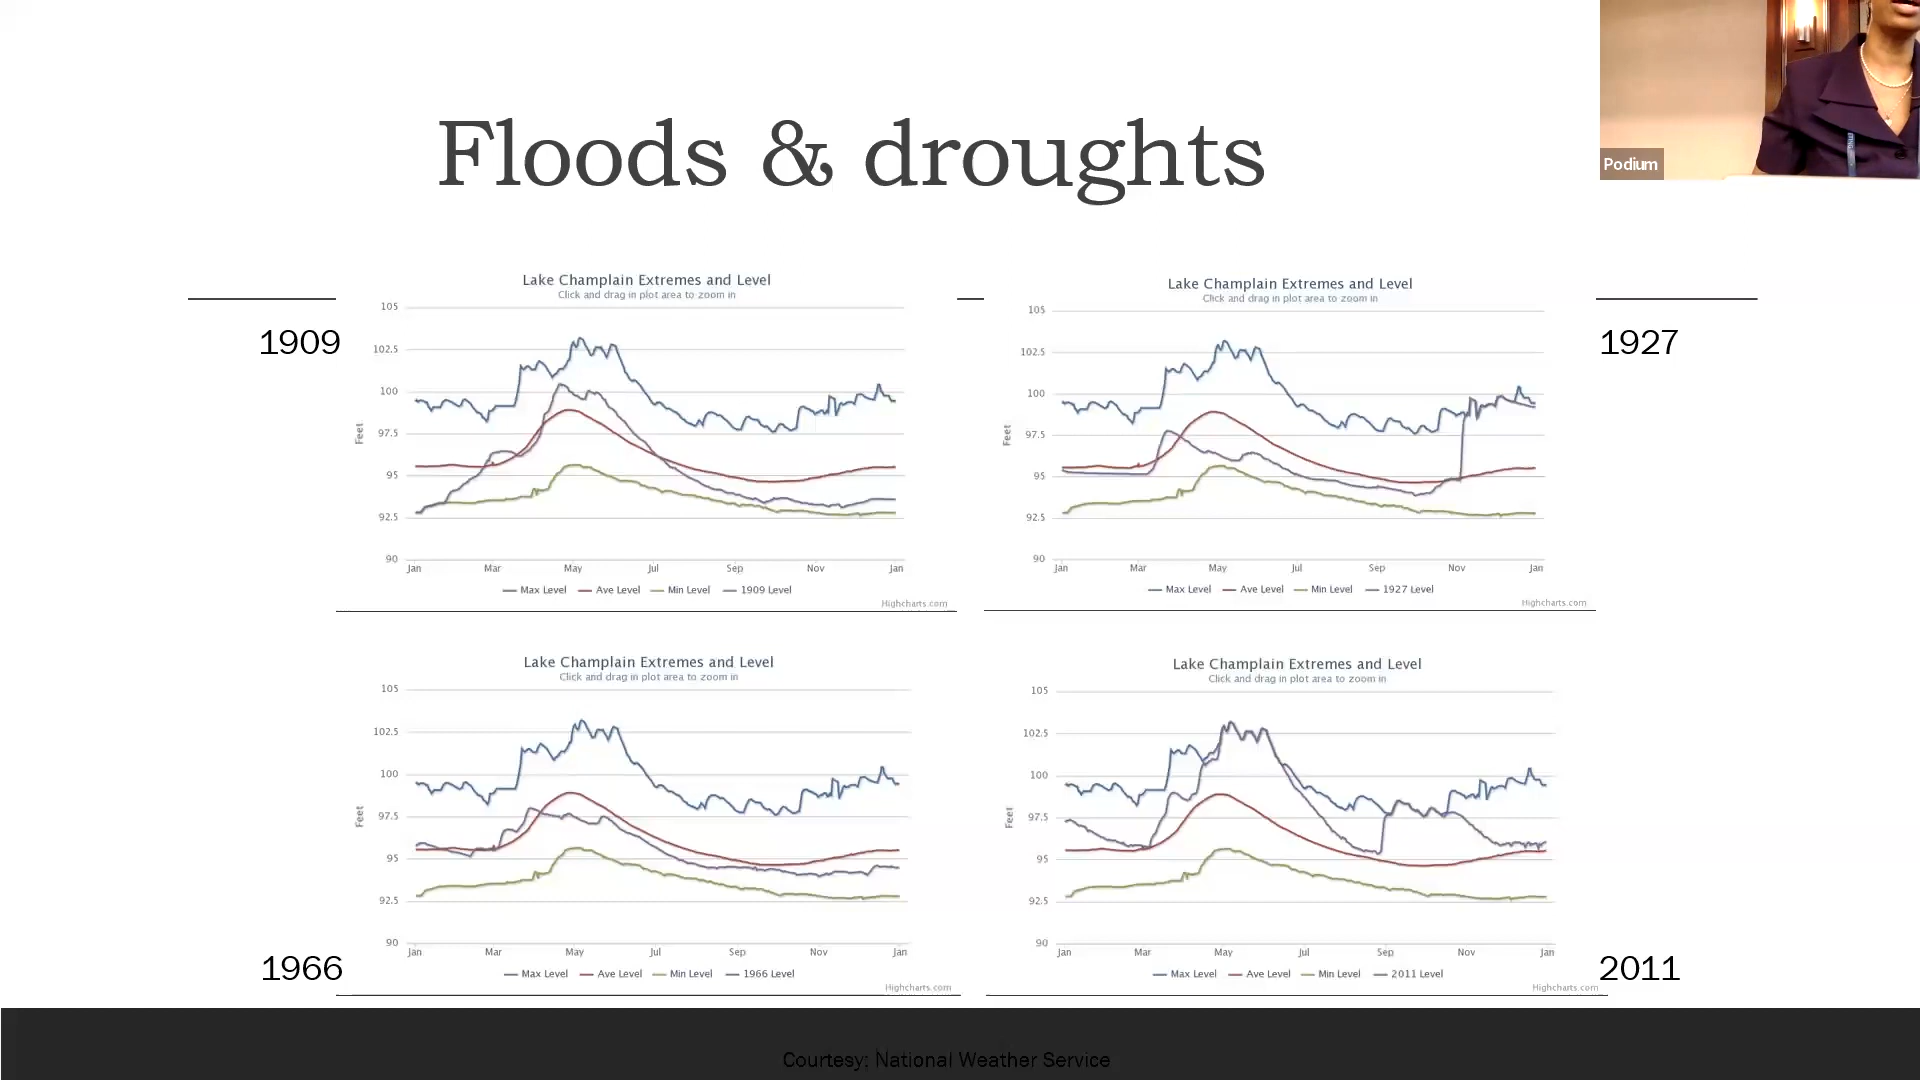 Floods & droughts
Podium
1909
Lake Champlain Extremes and Level
Click and drag in plot area to zoom in
105
102.5
100
97.5
95
92.5
90
Feet
Jan Mar May Jul Sep Nov Jan
Max Level Ave Level Min Level 1909 Level
Highcharts.com
1927
Lake Champlain Extremes and Level
Click and drag in plot area to zoom in
105
102.5
100
97.5
95
92.5
90
Feet
Jan Mar May Jul Sep Nov Jan
Max Level Ave Level Min Level 1927 Level
Highcharts.com
1966
Lake Champlain Extremes and Level
Click and drag in plot area to zoom in
105
102.5
100
97.5
95
92.5
90
Feet
Jan Mar May Jul Sep Nov Jan
Max Level Ave Level Min Level 1966 Level
Highcharts.com
2011
Lake Champlain Extremes and Level
Click and drag in plot area to zoom in
105
102.5
100
97.5
95
92.5
90
Feet
Jan Mar May Jul Sep Nov Jan
Max Level Ave Level Min Level 2011 Level
Highcharts.com
Courtesy: National Weather Service